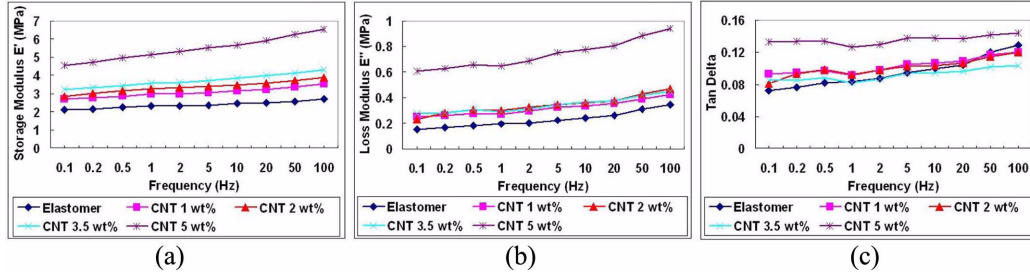 Storage Modulus E' (MPa)
7
6
5
4
3
2
1
0
0.1 0.2 0.5 1 2 5 10 20 50 100
Frequency (Hz)
Elastomer CNT 1 wt% CNT 2 wt%
CNT 3.5 wt% CNT 5 wt%
(a)
Loss Modulus E'' (MPa)
1
0.8
0.6
0.4
0.2
0
0.1 0.2 0.5 1 2 5 10 20 50 100
Frequency (Hz)
Elastomer CNT 1 wt% CNT 2 wt%
CNT 3.5 wt% CNT 5 wt%
(b)
Tan Delta
0.16
0.12
0.08
0.04
0
0.1 0.2 0.5 1 2 5 10 20 50 100
Frequency (Hz)
Elastomer CNT 1 wt% CNT 2 wt%
CNT 3.5 wt% CNT 5 wt%
(c)